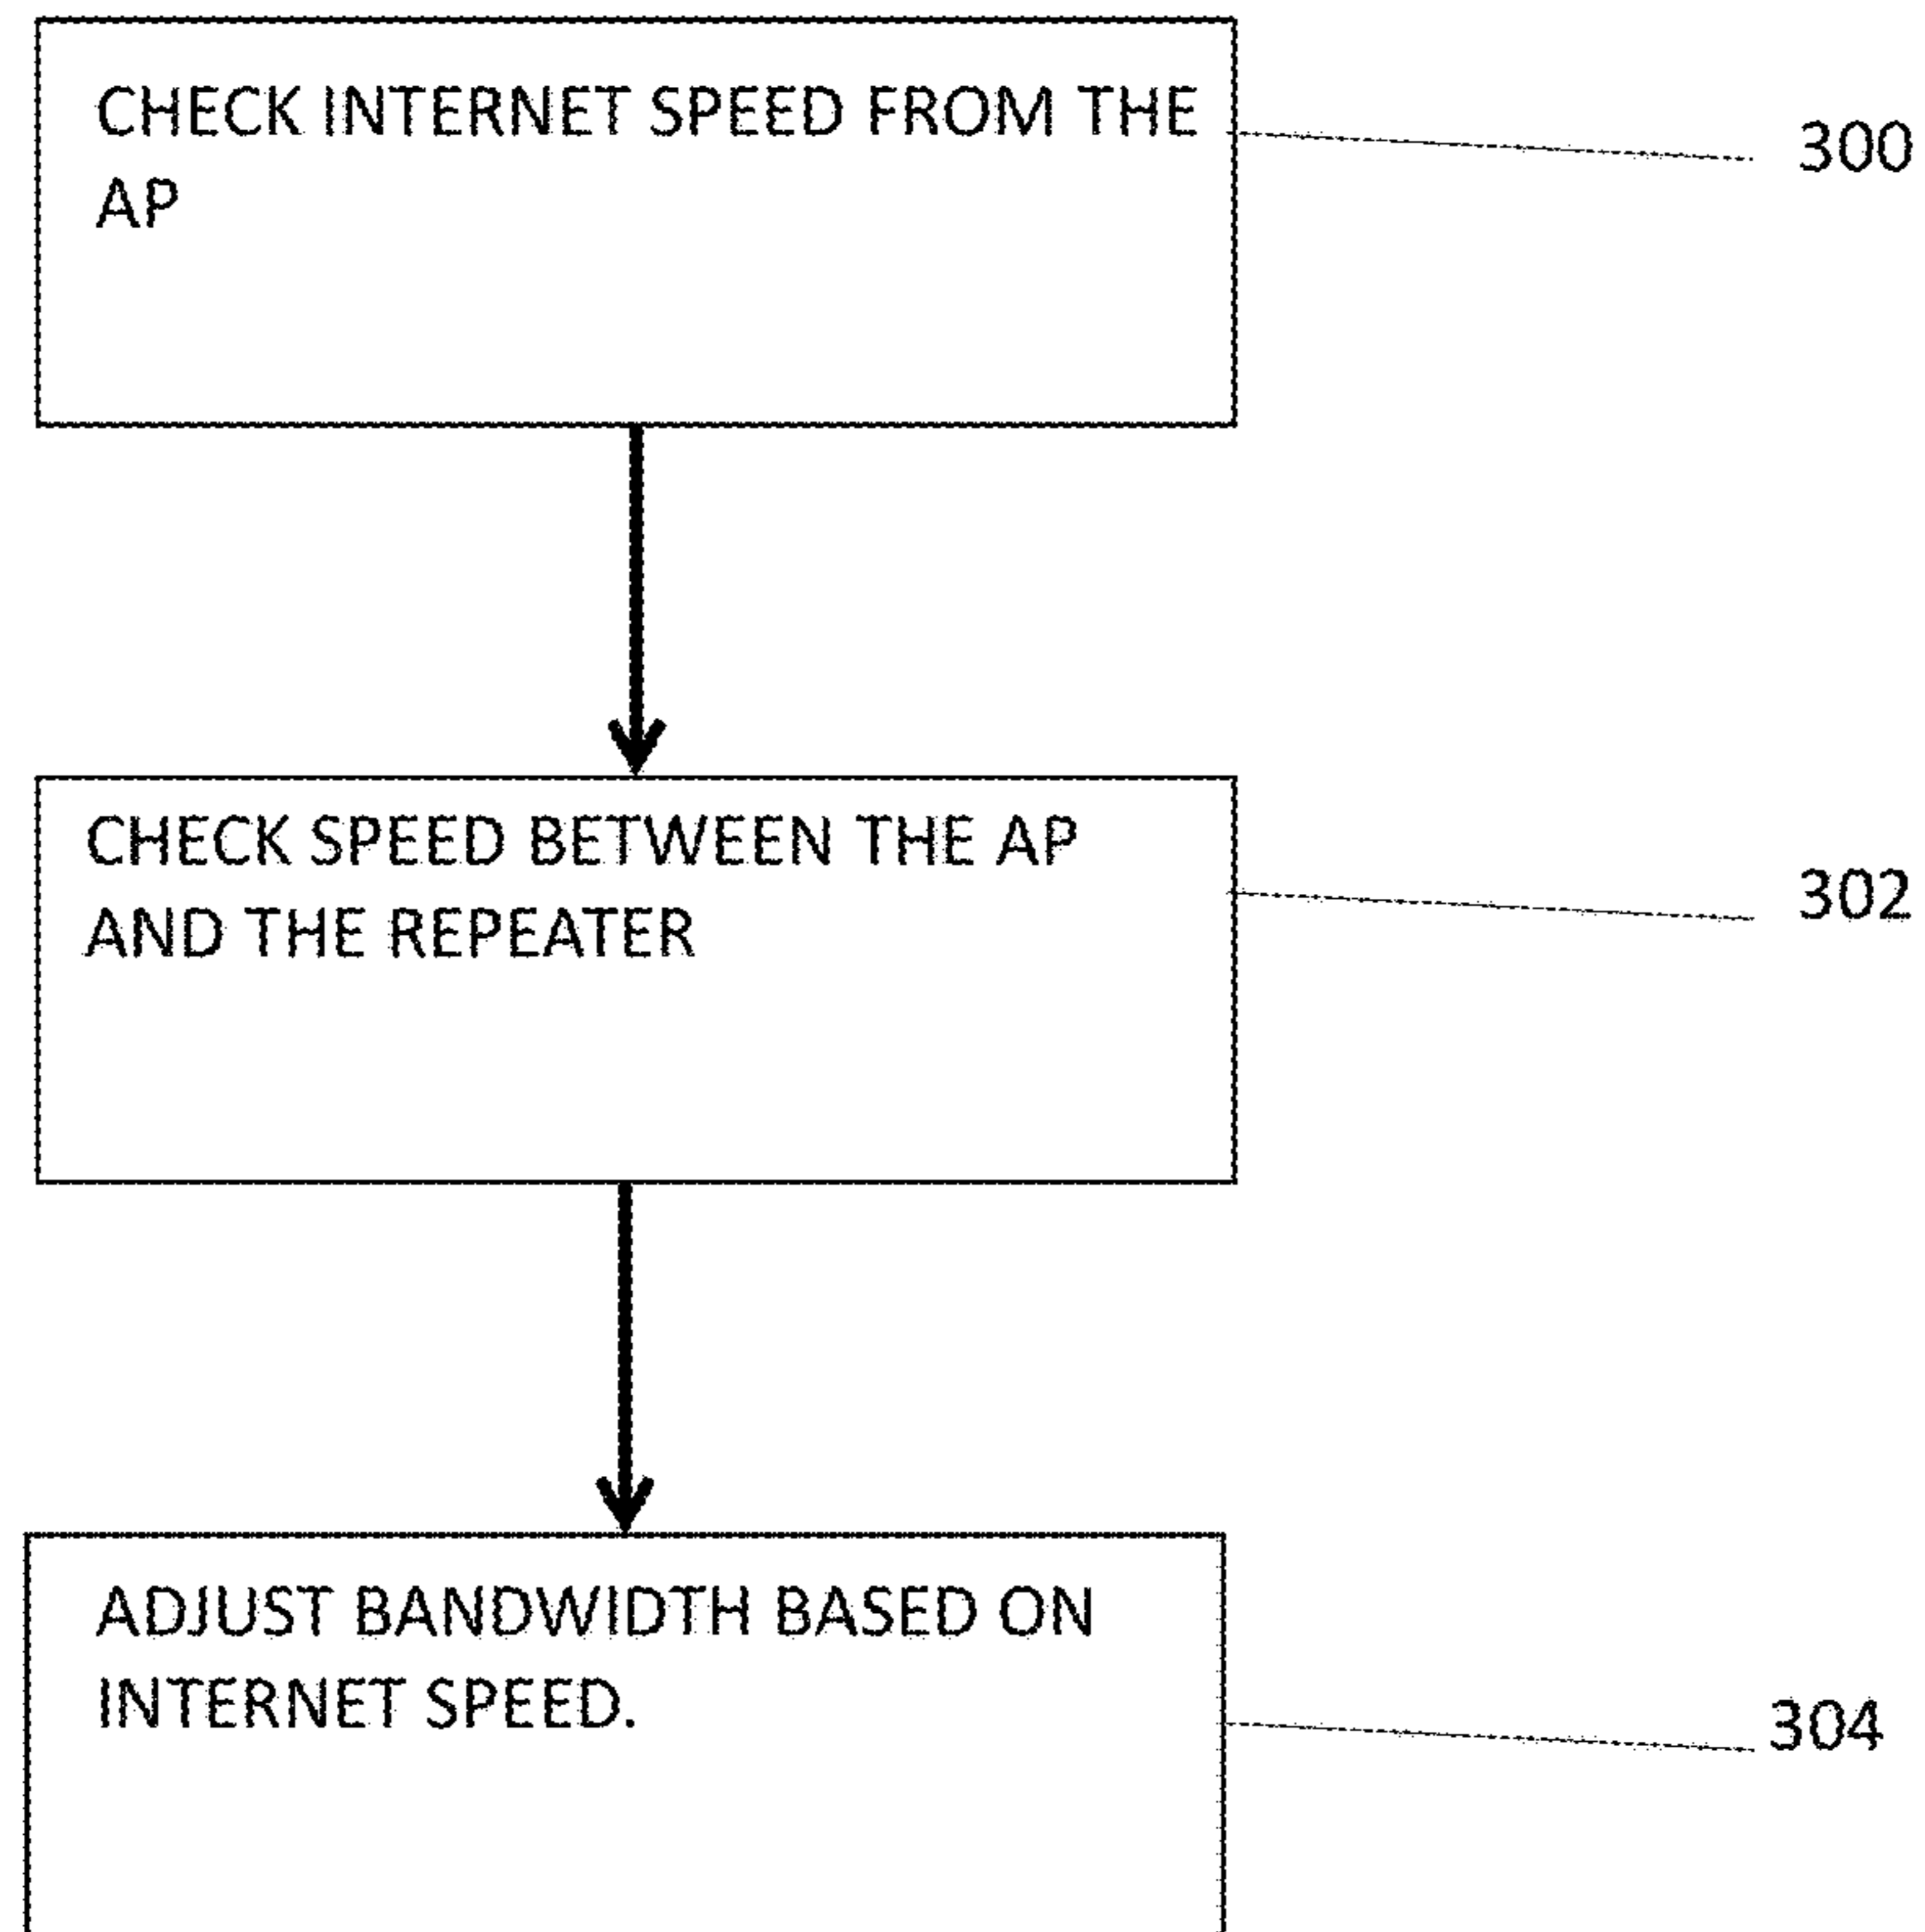 CHECK INTERNET SPEED FROM THE
AP
300
CHECK SPEED BETWEEN THE AP
AND THE REPEATER
302
ADJUST BANDWIDTH BASED ON
INTERNET SPEED.
304